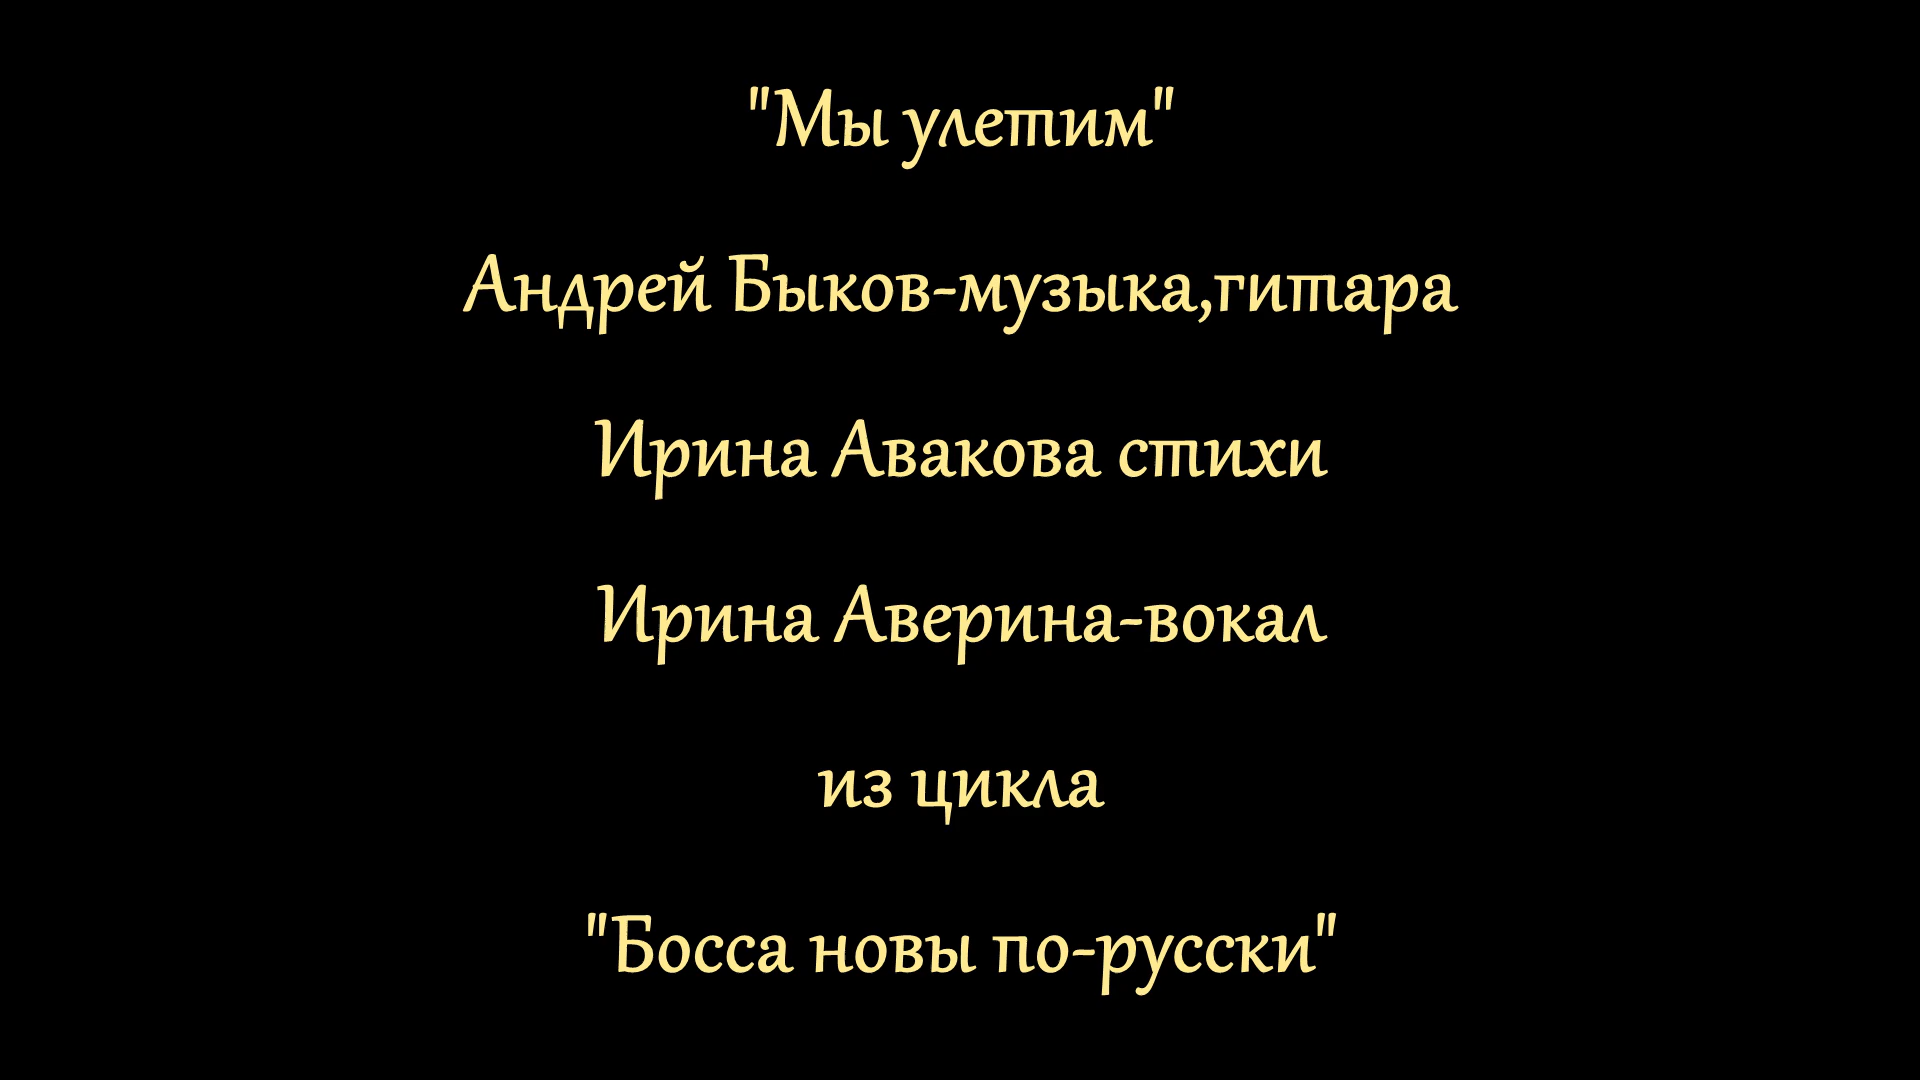 "Мы улетим"
Андрей Быков-музыка,гитара
Ирина Авакова стихи
Ирина Аверина-вокал
из цикла
"Босса новы по-русски"